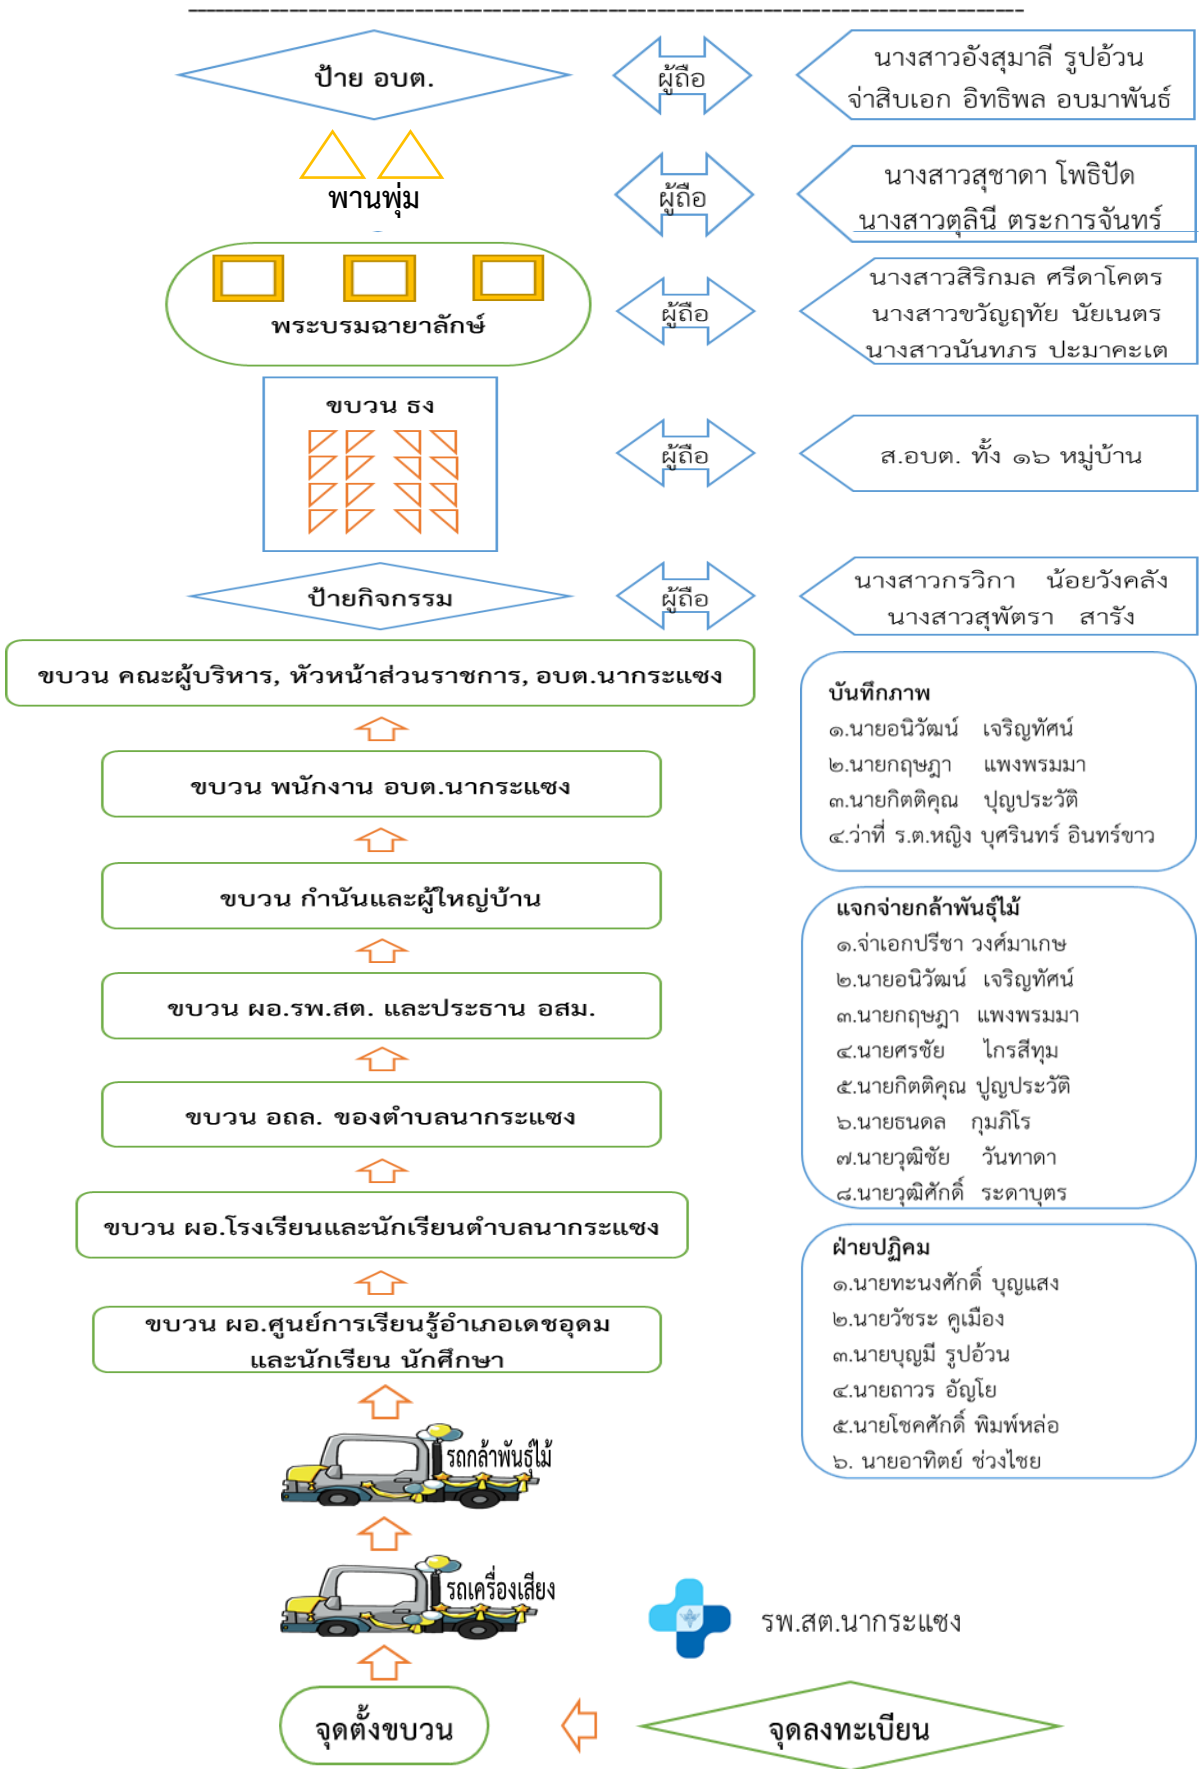 ป้าย อบต.
ผู้ถือ
นางสาวอังสุมาลี รูปอ้วน
จ่าสิบเอก อิทธิพล อบมาพันธ์
พานพุ่ม
ผู้ถือ
นางสาวสุชาดา โพธิปัด
นางสาวตุลินี ตระการจันทร์
พระบรมฉายาลักษ์
ผู้ถือ
นางสาวสิริกมล ศรีดาโคตร
นางสาวขวัญฤทัย นัยเนตร
นางสาวนันทภร ปะมาคะเต
ขบวน ธง
ผู้ถือ
ส.อบต. ทั้ง ๑๖ หมู่บ้าน
ป้ายกิจกรรม
ผู้ถือ
นางสาวกรวิกา น้อยวังคลัง
นางสาวสุพัตรา สารัง
ขบวน คณะผู้บริหาร, หัวหน้าส่วนราชการ, อบต.นากระแซง
ขบวน พนักงาน อบต.นากระแซง
ขบวน กำนันและผู้ใหญ่บ้าน
ขบวน ผอ.รพ.สต. และประธาน อสม.
ขบวน อถล. ของตำบลนากระแซง
ขบวน ผอ.โรงเรียนและนักเรียนตำบลนากระแซง
ขบวน ผอ.ศูนย์การเรียนรู้อำเภอเดชอุดม
และนักเรียน นักศึกษา
รถกล้าพันธุ์ไม้
รถเครื่องเสียง
จุดตั้งขบวน
บันทึกภาพ
๑.นายอนิวัฒน์ เจริญทัศน์
๒.นายกฤษฎา แพงพรมมา
๓.นายกิตติคุณ ปุญประวัติ
๔.ว่าที่ ร.ต.หญิง บุศรินทร์ อินทร์ขาว
แจกจ่ายกล้าพันธุ์ไม้
๑.จ่าเอกปรีชา วงศ์มาเกษ
๒.นายอนิวัฒน์ เจริญทัศน์
๓.นายกฤษฎา แพงพรมมา
๔.นายศรชัย ไกรสีทุม
๕.นายกิตติคุณ ปูญประวัติ
๖.นายธนดล กุมภิโร
๗.นายวุฒิชัย วันทาดา
๘.นายวุฒิศักดิ์ ระดาบุตร
ฝ่ายปฏิคม
๑.นายทะนงศักดิ์ บุญแสง
๒.นายวัชระ คูเมือง
๓.นายบุญมี รูปอ้วน
๔.นายถาวร อัญโย
๕.นายโชคศักดิ์ พิมพ์หล่อ
๖. นายอาทิตย์ ช่วงไชย
รพ.สต.นากระแซง
จุดลงทะเบียน